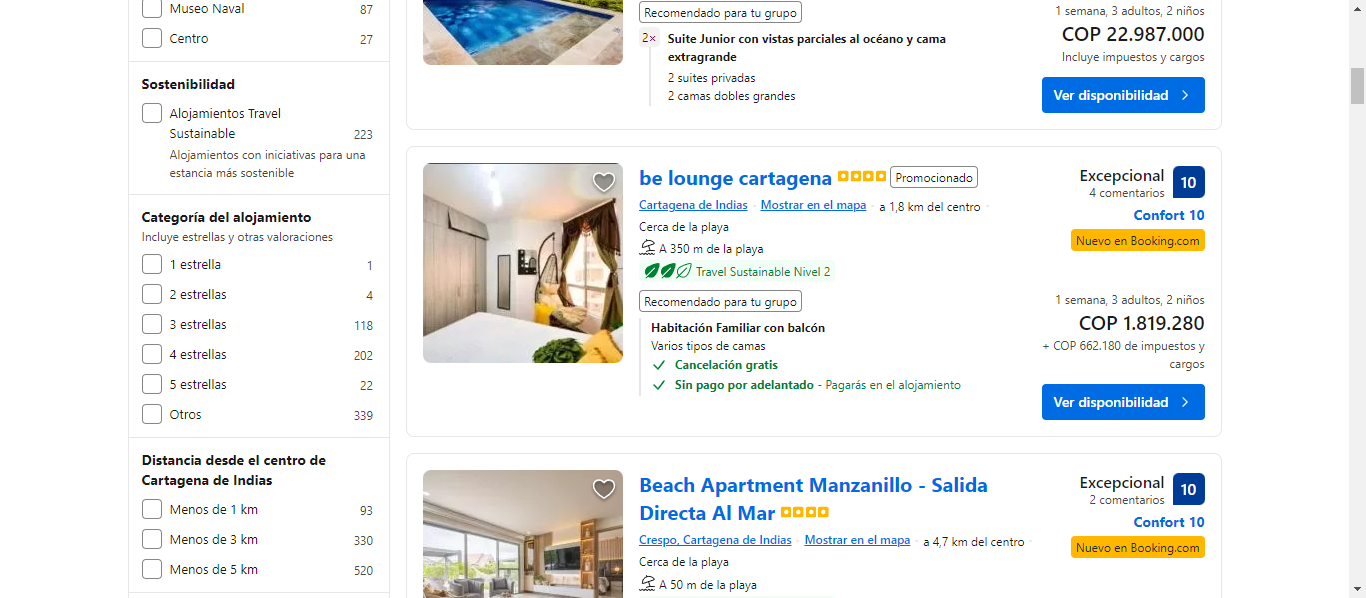 Museo Naval 87
Centro 27
Sostenibilidad
Alojamientos Travel
Sustainable 223
Alojamientos con iniciativas para una
estancia más sostenible
Categoría del alojamiento
Incluye estrellas y otras valoraciones
1 estrella 1
2 estrellas 4
3 estrellas 118
4 estrellas 202
5 estrellas 22
Otros 339
Distancia desde el centro de
Cartagena de Indias
Menos de 1 km 93
Menos de 3 km 330
Menos de 5 km 520
Recomendado para tu grupo
2× Suite Junior con vistas parciales al océano y cama
extragrande
2 suites privadas
2 camas dobles grandes
1 semana, 3 adultos, 2 niños
COP 22.987.000
Incluye impuestos y cargos
Ver disponibilidad
be lounge cartagena Promocionado
Cartagena de Indias · Mostrar en el mapa · a 1,8 km del centro ·
Cerca de la playa
A 350 m de la playa
Travel Sustainable Nivel 2
Recomendado para tu grupo
Habitación Familiar con balcón
Varios tipos de camas
Cancelación gratis
Sin pago por adelantado - Pagarás en el alojamiento
Excepcional 10
4 comentarios
Confort 10
Nuevo en Booking.com
1 semana, 3 adultos, 2 niños
COP 1.819.280
+ COP 662.180 de impuestos y
cargos
Ver disponibilidad
Beach Apartment Manzanillo - Salida
Directa Al Mar
Crespo, Cartagena de Indias · Mostrar en el mapa · a 4,7 km del centro ·
Cerca de la playa
A 50 m de la playa
Excepcional 10
2 comentarios
Confort 10
Nuevo en Booking.com